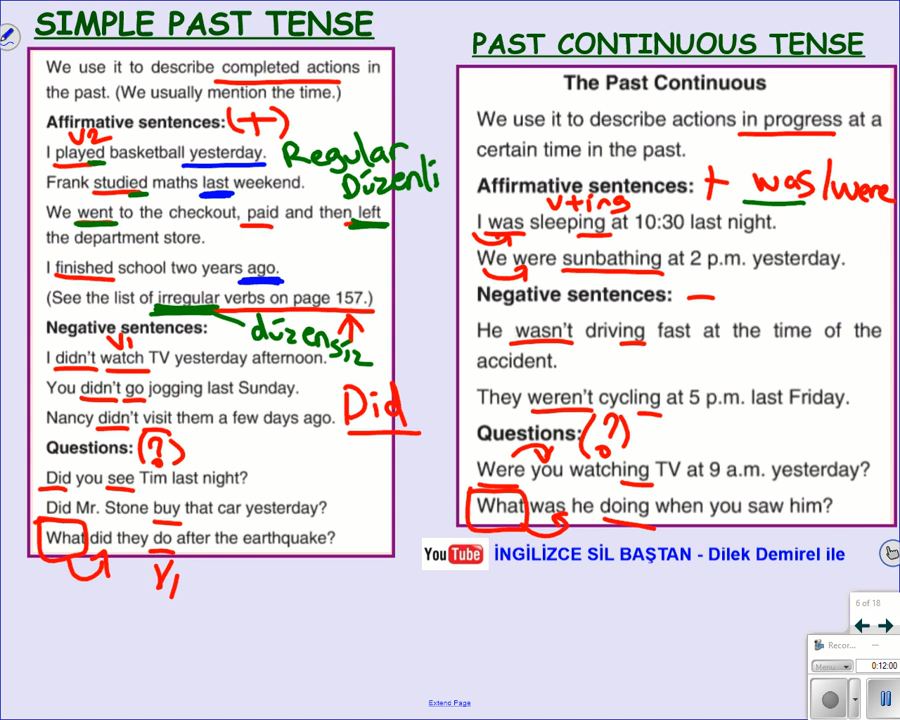 SIMPLE PAST TENSE
We use it to describe completed actions in
the past. (We usually mention the time.)
Affirmative sentences: (+)
V2
I played basketball yesterday. Regular
Düzenli
Frank studied maths last weekend.
We went to the checkout, paid and then left
the department store.
I finished school two years ago.
(See the list of irregular verbs on page 157.)
düzensiz
Negative sentences:
V1
I didn't watch TV yesterday afternoon.
You didn't go jogging last Sunday.
Nancy didn't visit them a few days ago. Did
Questions: (?)
Did you see Tim last night?
Did Mr. Stone buy that car yesterday?
What did they do after the earthquake?
V1
PAST CONTINUOUS TENSE
The Past Continuous
We use it to describe actions in progress at a
certain time in the past.
Affirmative sentences: + was/were
V+ing
I was sleeping at 10:30 last night.
We were sunbathing at 2 p.m. yesterday.
Negative sentences: –
He wasn't driving fast at the time of the
accident.
They weren't cycling at 5 p.m. last Friday.
Questions: (?)
Were you watching TV at 9 a.m. yesterday?
What was he doing when you saw him?
YouTube İNGİLİZCE SİL BAŞTAN - Dilek Demirel ile
6 of 18
Recor...
Menu...
0:12:00
Extend Page